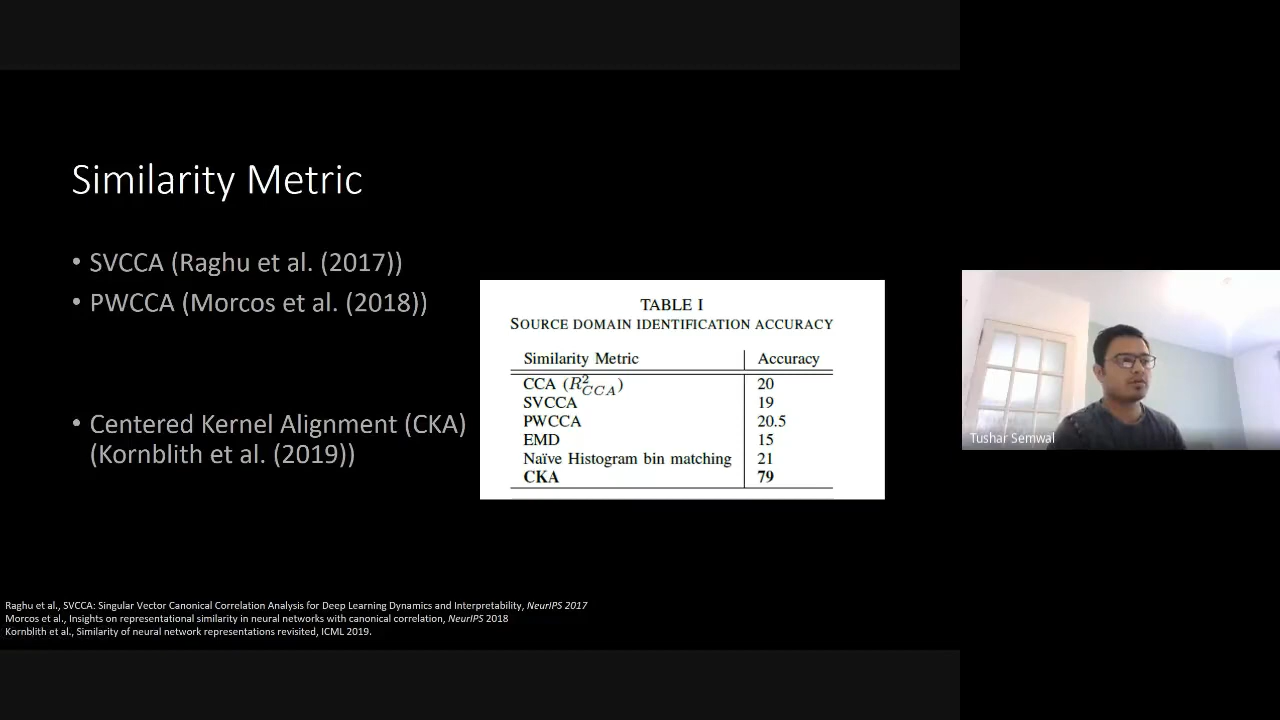 Similarity Metric
• SVCCA (Raghu et al. (2017))
• PWCCA (Morcos et al. (2018))
• Centered Kernel Alignment (CKA)
(Kornblith et al. (2019))
TABLE I
SOURCE DOMAIN IDENTIFICATION ACCURACY
Similarity Metric Accuracy
CCA (R²_CCA) 20
SVCCA 19
PWCCA 20.5
EMD 15
Naïve Histogram bin matching 21
CKA 79
Tushar Semwal
Raghu et al., SVCCA: Singular Vector Canonical Correlation Analysis for Deep Learning Dynamics and Interpretability, NeurIPS 2017
Morcos et al., Insights on representational similarity in neural networks with canonical correlation, NeurIPS 2018
Kornblith et al., Similarity of neural network representations revisited, ICML 2019.